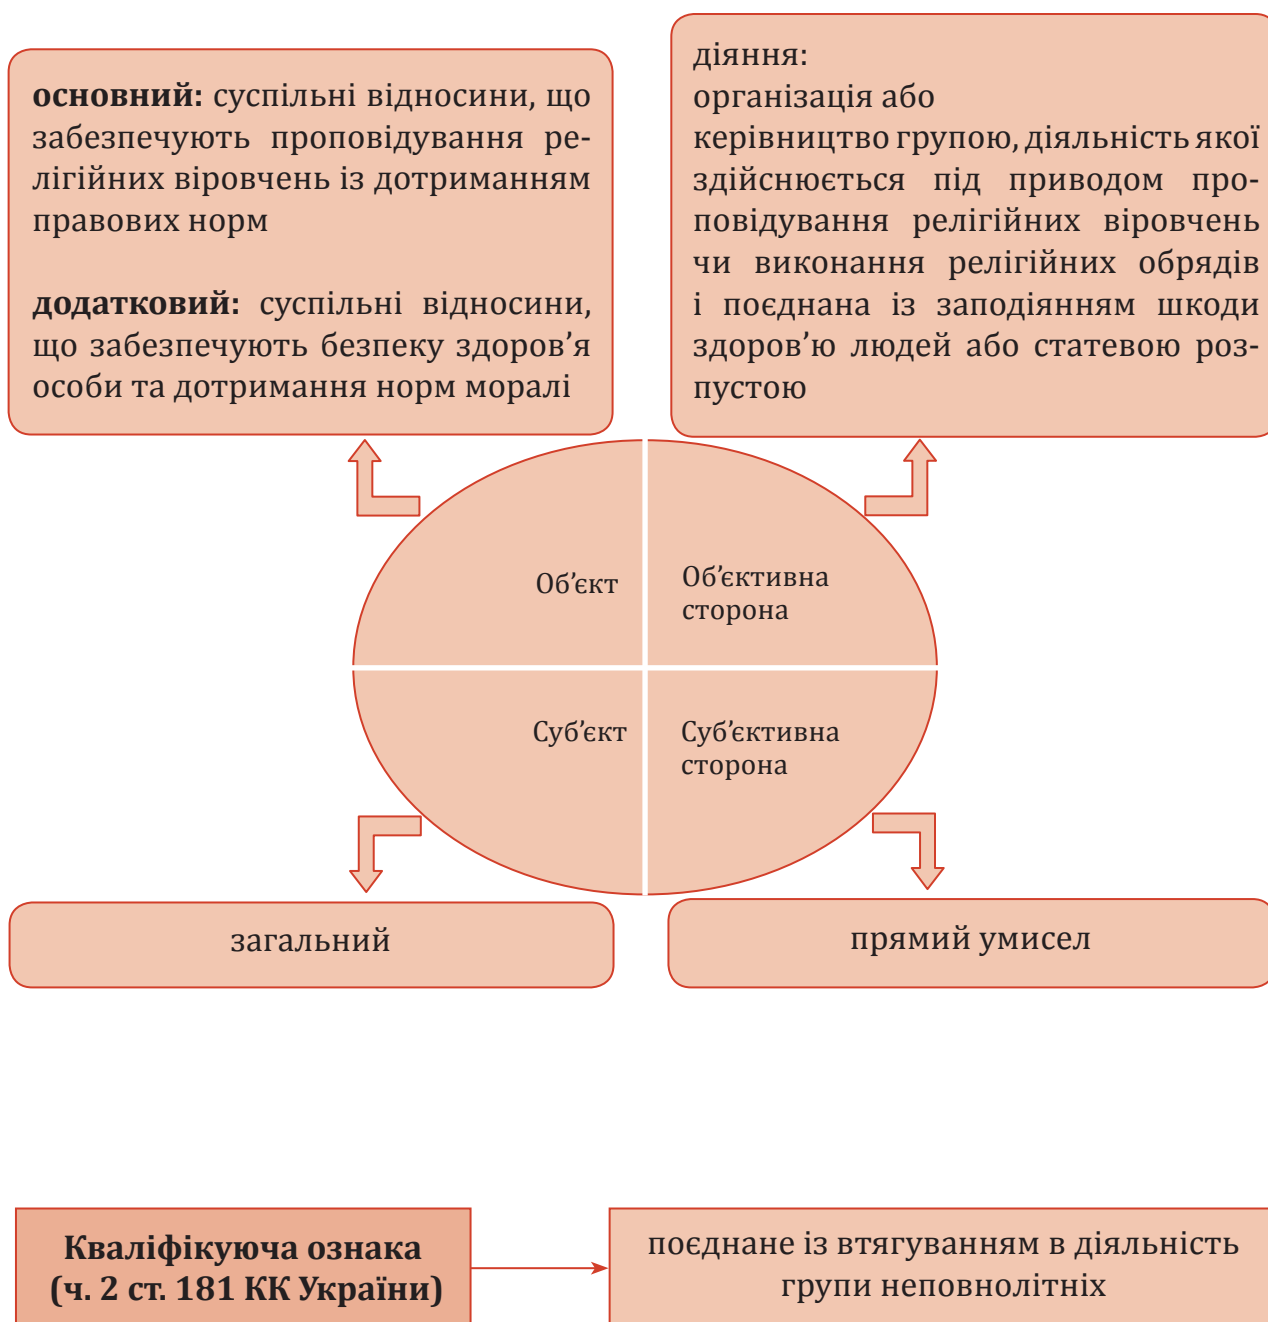 основний: суспільні відносини, що
забезпечують проповідування ре-
лігійних віровчень із дотриманням
правових норм
додатковий: суспільні відносини,
що забезпечують безпеку здоров’я
особи та дотримання норм моралі
діяння:
організація або
керівництво групою, діяльність якої
здійснюється під приводом про-
повідування релігійних віровчень
чи виконання релігійних обрядів
і поєднана із заподіянням шкоди
здоров’ю людей або статевою роз-
пустою
Об’єкт
Об’єктивна
сторона
Суб’єкт
Суб’єктивна
сторона
загальний
прямий умисел
Кваліфікуюча ознака
(ч. 2 ст. 181 КК України)
поєднане із втягуванням в діяльність
групи неповнолітніх